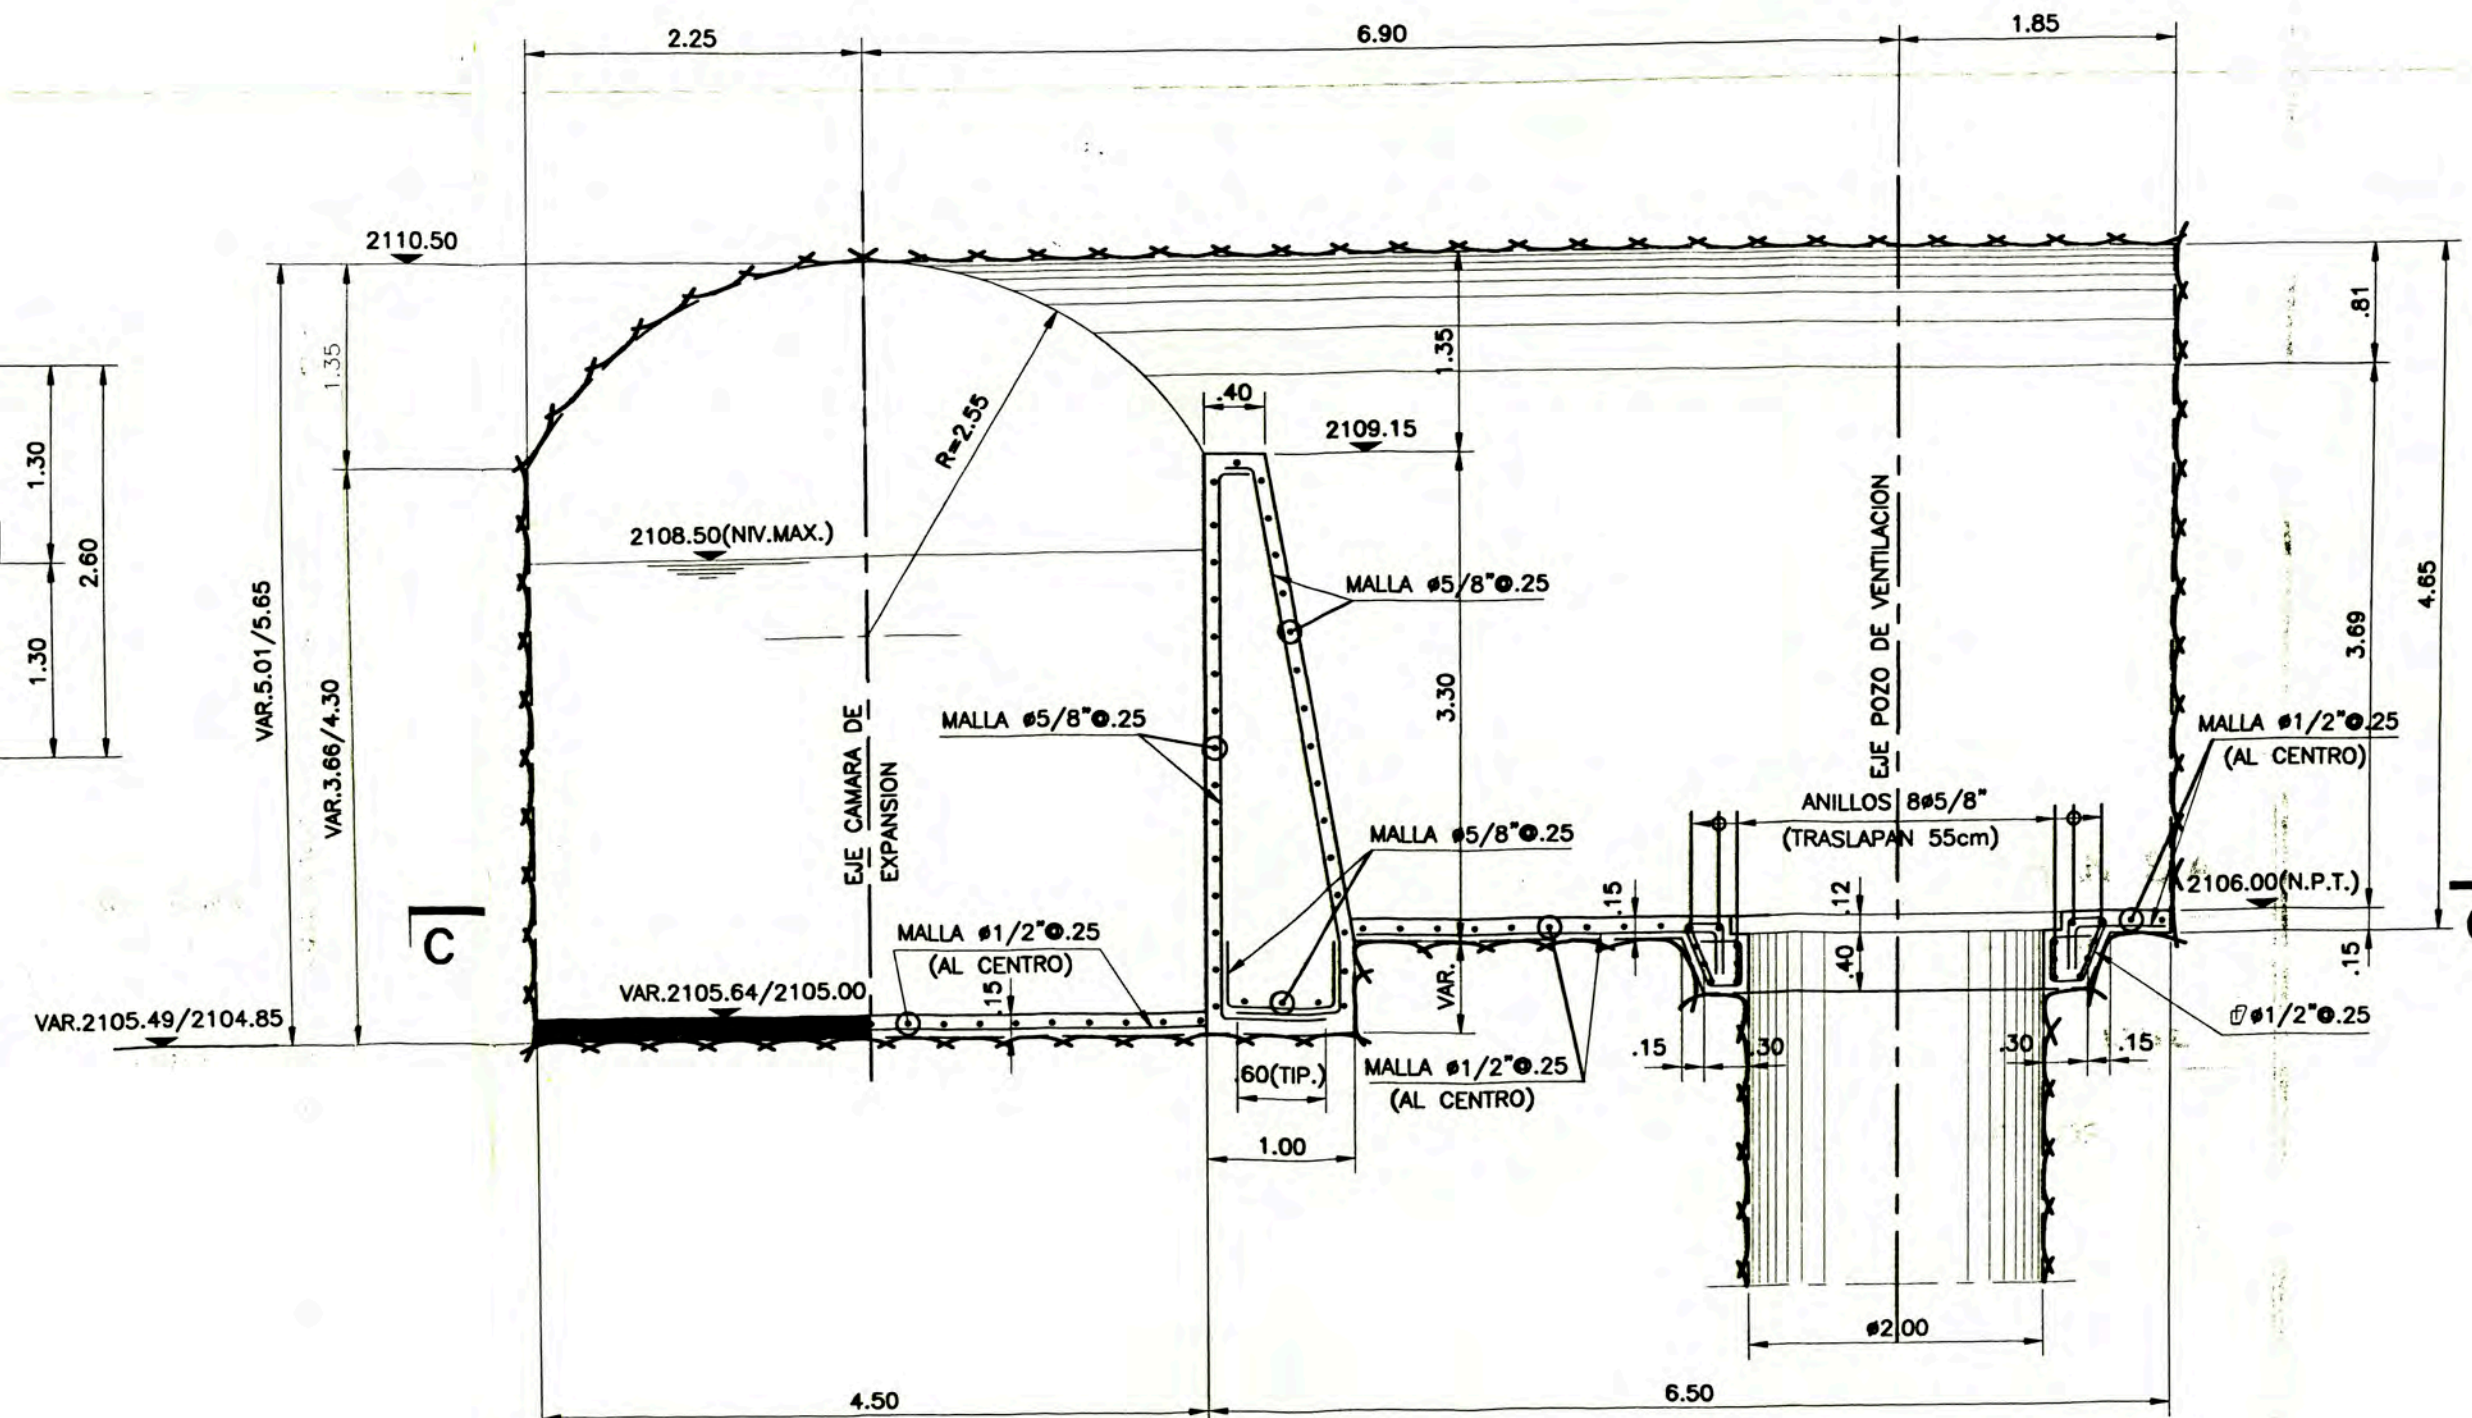 2.25
6.90
1.85
2110.50
1.35
.81
1.30
1.30
2.60
R=2.55
.40
2109.15
1.35
2108.50(NIV.MAX.)
MALLA ø5/8"@.25
VAR.5.01/5.65
VAR.3.66/4.30
3.30
EJE POZO DE VENTILACION
4.65
3.69
MALLA ø5/8"@.25
EJE CAMARA DE
EXPANSION
MALLA ø1/2"@.25
(AL CENTRO)
ANILLOS 8ø5/8"
(TRASLAPAN 55cm)
MALLA ø5/8"@.25
2106.00(N.P.T.)
.15
.12
C
MALLA ø1/2"@.25
(AL CENTRO)
.40
.15
VAR.
VAR.2105.64/2105.00
.15
VAR.2105.49/2104.85
ø1/2"@.25
.15
.30
.30
.15
.60(TIP.)
MALLA ø1/2"@.25
(AL CENTRO)
1.00
ø2.00
4.50
6.50